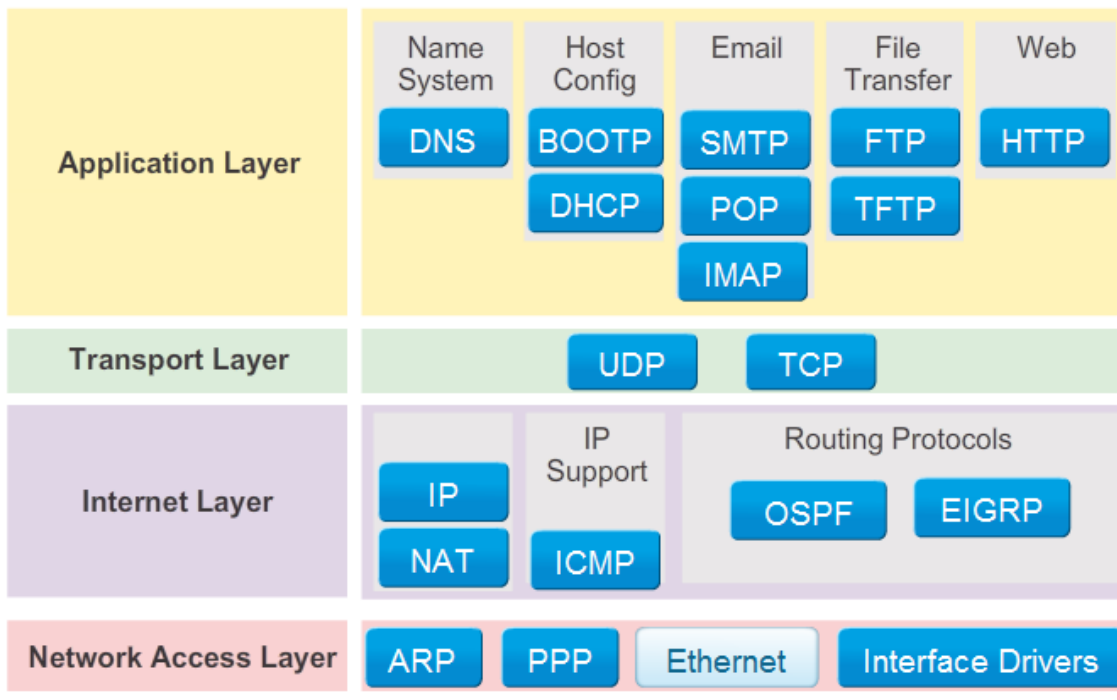 Application Layer
Name System
Host Config
Email
File Transfer
Web
DNS
BOOTP
SMTP
FTP
HTTP
DHCP
POP
TFTP
IMAP
Transport Layer
UDP
TCP
Internet Layer
IP Support
Routing Protocols
IP
NAT
ICMP
OSPF
EIGRP
Network Access Layer
ARP
PPP
Ethernet
Interface Drivers